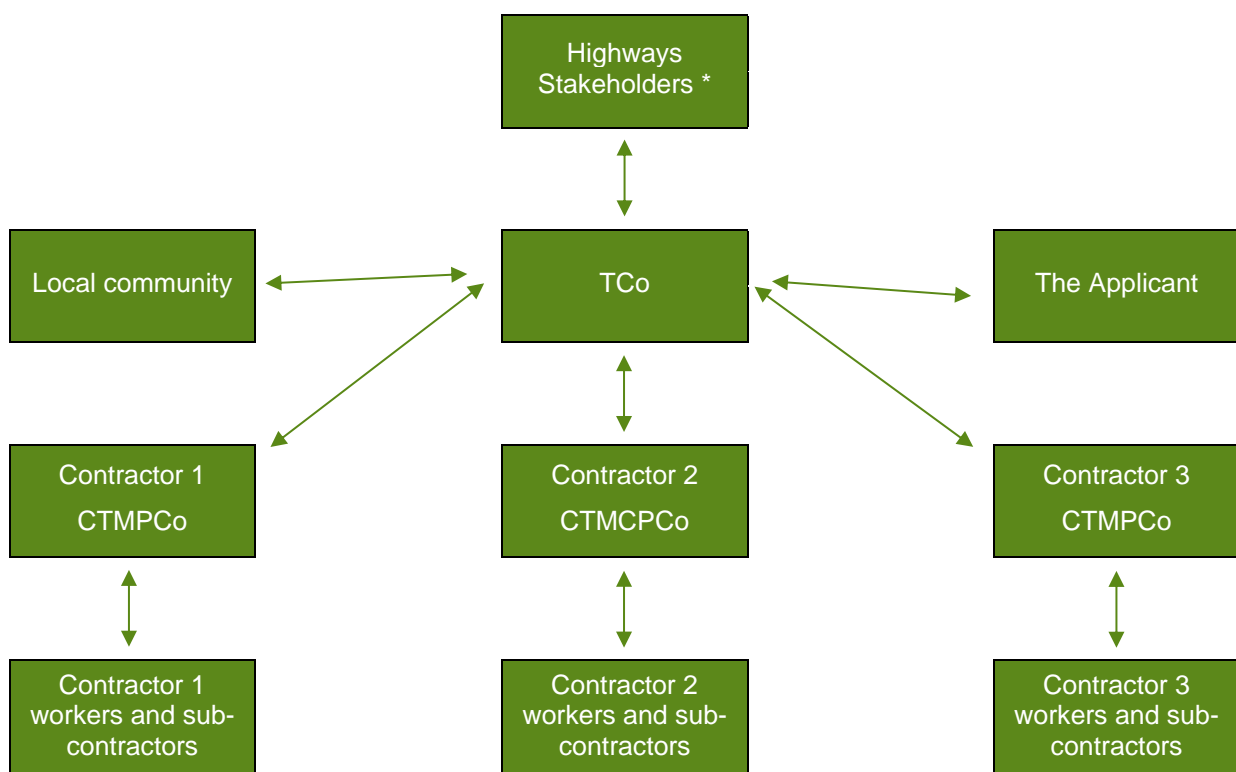 Highways
Stakeholders *
Local community
TCo
The Applicant
Contractor 1
CTMPCo
Contractor 2
CTMCPCo
Contractor 3
CTMPCo
Contractor 1
workers and sub-
contractors
Contractor 2
workers and sub-
contractors
Contractor 3
workers and sub-
contractors